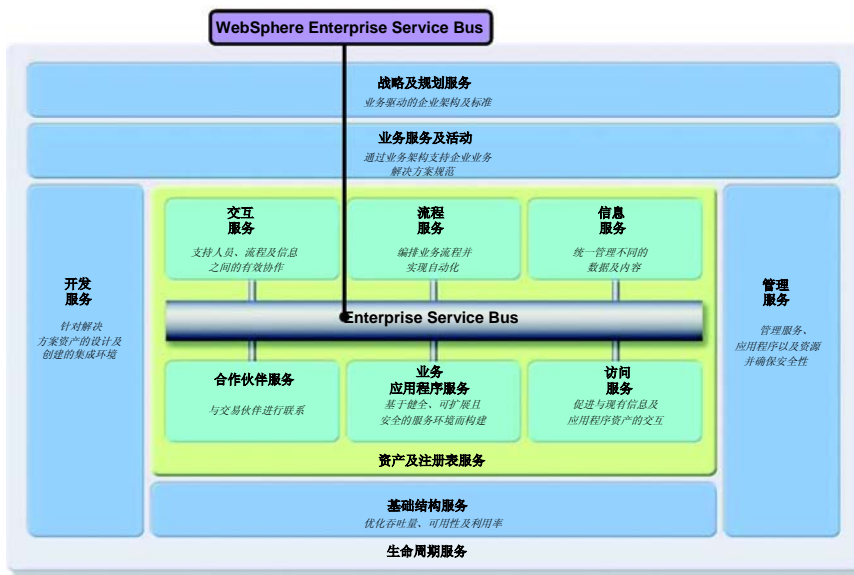 WebSphere Enterprise Service Bus
战略及规划服务
业务驱动的企业架构及标准
业务服务及活动
通过业务架构支持企业业务
解决方案规范
开发
服务
针对解决
方案资产的设计及
创建的集成环境
交互
服务
支持人员、流程及信息
之间的有效协作
流程
服务
编排业务流程并
实现自动化
信息
服务
统一管理不同的
数据及内容
Enterprise Service Bus
合作伙伴服务
与交易伙伴进行联系
业务
应用程序服务
基于健全、可扩展且
安全的服务环境而构建
访问
服务
促进与现有信息及
应用程序资产的交互
资产及注册表服务
管理
服务
管理服务、
应用程序以及资源
并确保安全性
基础结构服务
优化吞吐量、可用性及利用率
生命周期服务